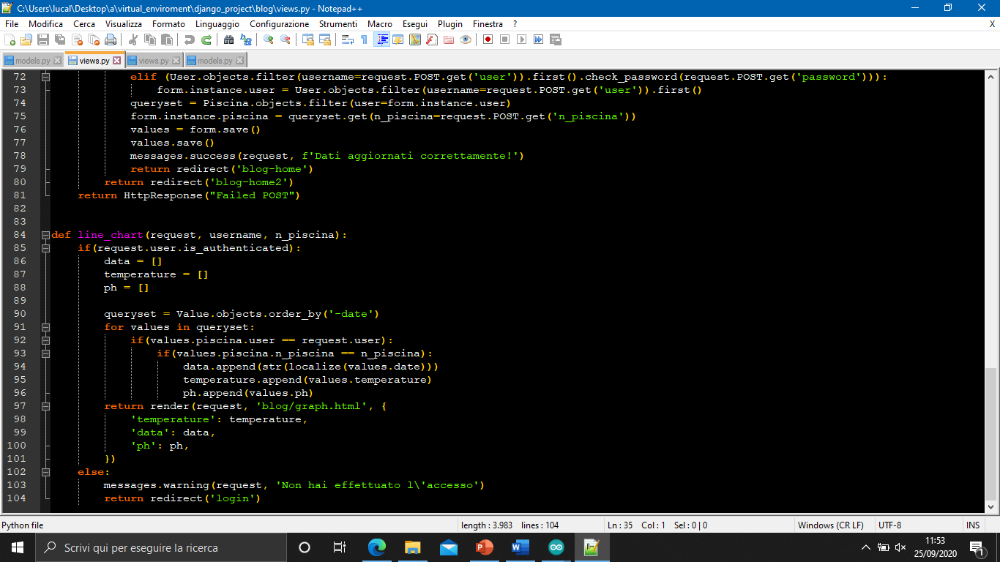 C:\Users\lucal\Desktop\a\virtual_enviroment\django_project\blog\views.py - Notepad++
File Modifica Cerca Visualizza Formato Linguaggio Configurazione Strumenti Macro Esegui Plugin Finestra ? X
models.py views.py views.py models.py
72 elif (User.objects.filter(username=request.POST.get('user')).first().check_password(request.POST.get('password'))):
73 form.instance.user = User.objects.filter(username=request.POST.get('user')).first()
74 queryset = Piscina.objects.filter(user=form.instance.user)
75 form.instance.piscina = queryset.get(n_piscina=request.POST.get('n_piscina'))
76 values = form.save()
77 values.save()
78 messages.success(request, f'Dati aggiornati correttamente!')
79 return redirect('blog-home')
80 return redirect('blog-home2')
81 return HttpResponse("Failed POST")
82
83
84 def line_chart(request, username, n_piscina):
85 if(request.user.is_authenticated):
86 data = []
87 temperature = []
88 ph = []
89
90 queryset = Value.objects.order_by('-date')
91 for values in queryset:
92 if(values.piscina.user == request.user):
93 if(values.piscina.n_piscina == n_piscina):
94 data.append(str(localize(values.date)))
95 temperature.append(values.temperature)
96 ph.append(values.ph)
97 return render(request, 'blog/graph.html', {
98 'temperature': temperature,
99 'data': data,
100 'ph': ph,
101 })
102 else:
103 messages.warning(request, 'Non hai effettuato l\'accesso')
104 return redirect('login')
Python file length : 3.983 lines : 104 Ln : 35 Col : 1 Sel : 0 | 0 Windows (CR LF) UTF-8 INS
Scrivi qui per eseguire la ricerca
11:53
25/09/2020
1